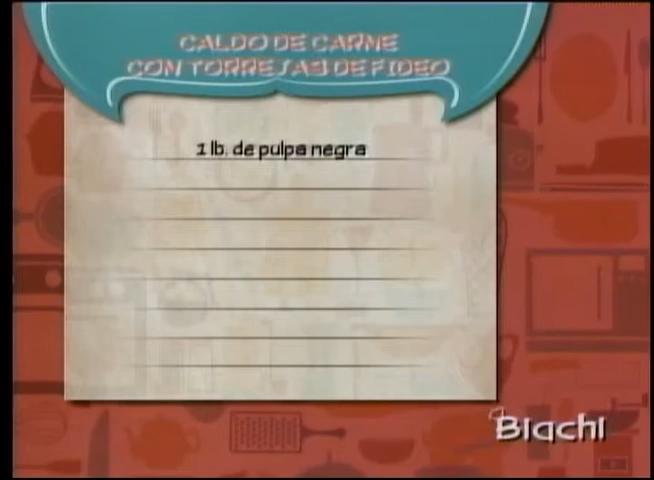 CALDO DE CARNE
CON TORREJAS DE FIDEO
1 lb. de pulpa negra
Biachi